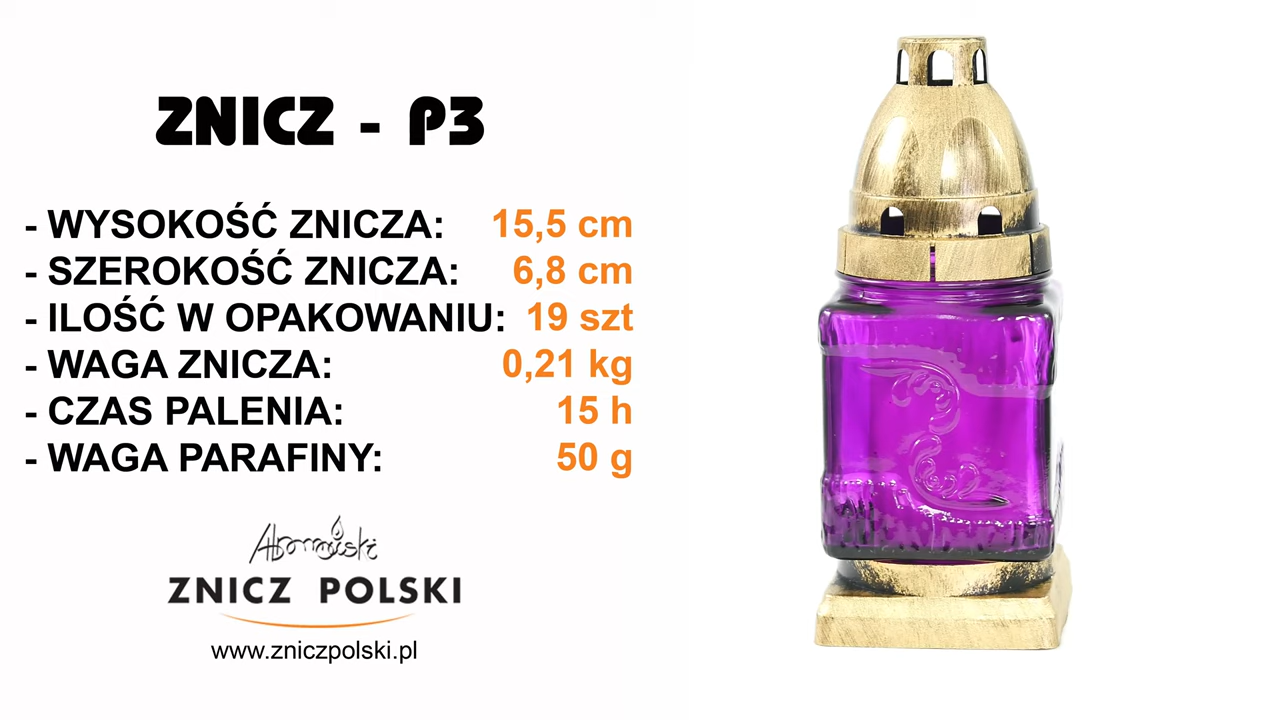 ZNICZ - P3
- WYSOKOŚĆ ZNICZA: 15,5 cm
- SZEROKOŚĆ ZNICZA: 6,8 cm
- ILOŚĆ W OPAKOWANIU: 19 szt
- WAGA ZNICZA: 0,21 kg
- CZAS PALENIA: 15 h
- WAGA PARAFINY: 50 g
ZNICZ POLSKI
www.zniczpolski.pl